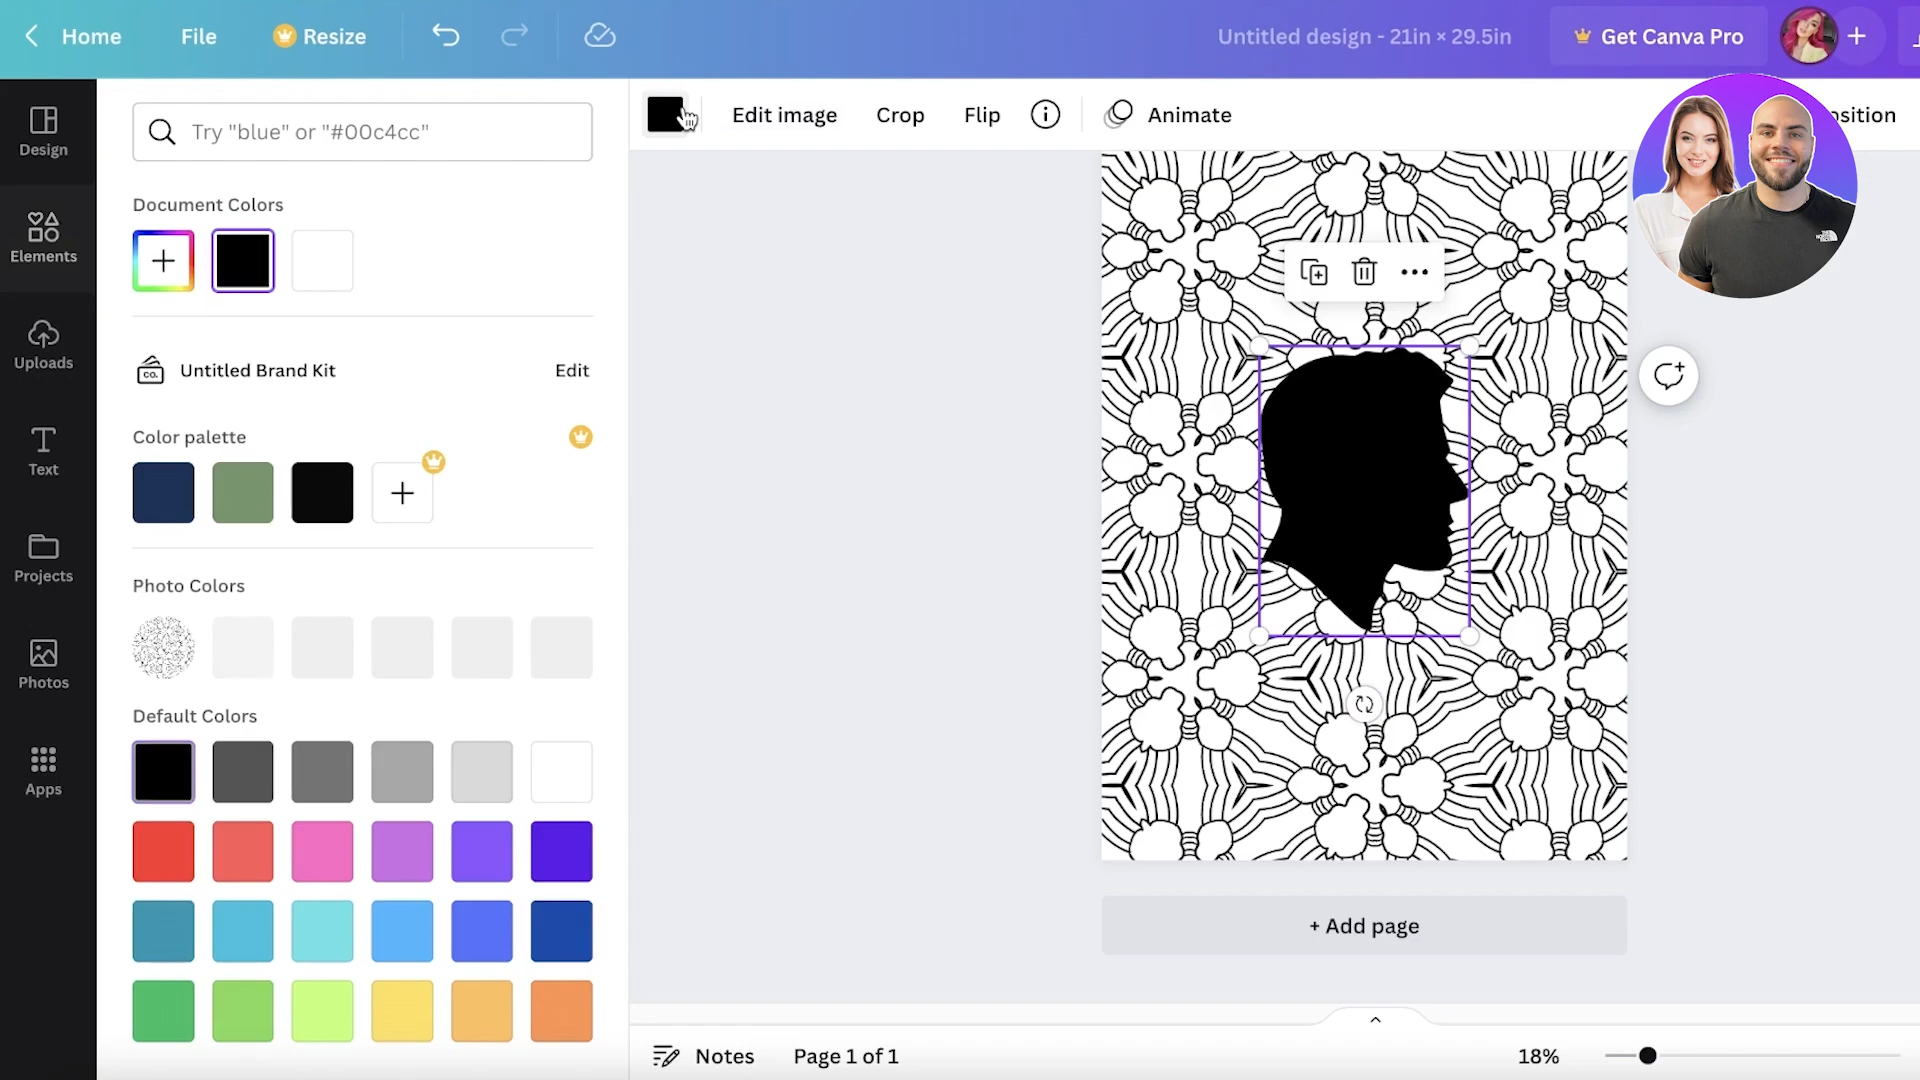 Home
File
Resize
Untitled design - 21in × 29.5in
Get Canva Pro
Design
Elements
Uploads
Text
Projects
Photos
Apps
Try "blue" or "#00c4cc"
Document Colors
CO.
Untitled Brand Kit
Edit
Color palette
Photo Colors
Default Colors
Edit image
Crop
Flip
Animate
osition
+ Add page
Notes
Page 1 of 1
18%